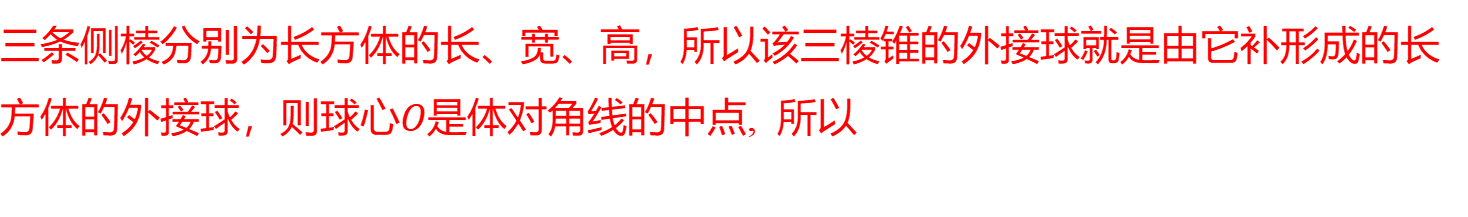 三条侧棱分别为长方体的长、宽、高，所以该三棱锥的外接球就是由它补形成的长
方体的外接球，则球心O是体对角线的中点, 所以